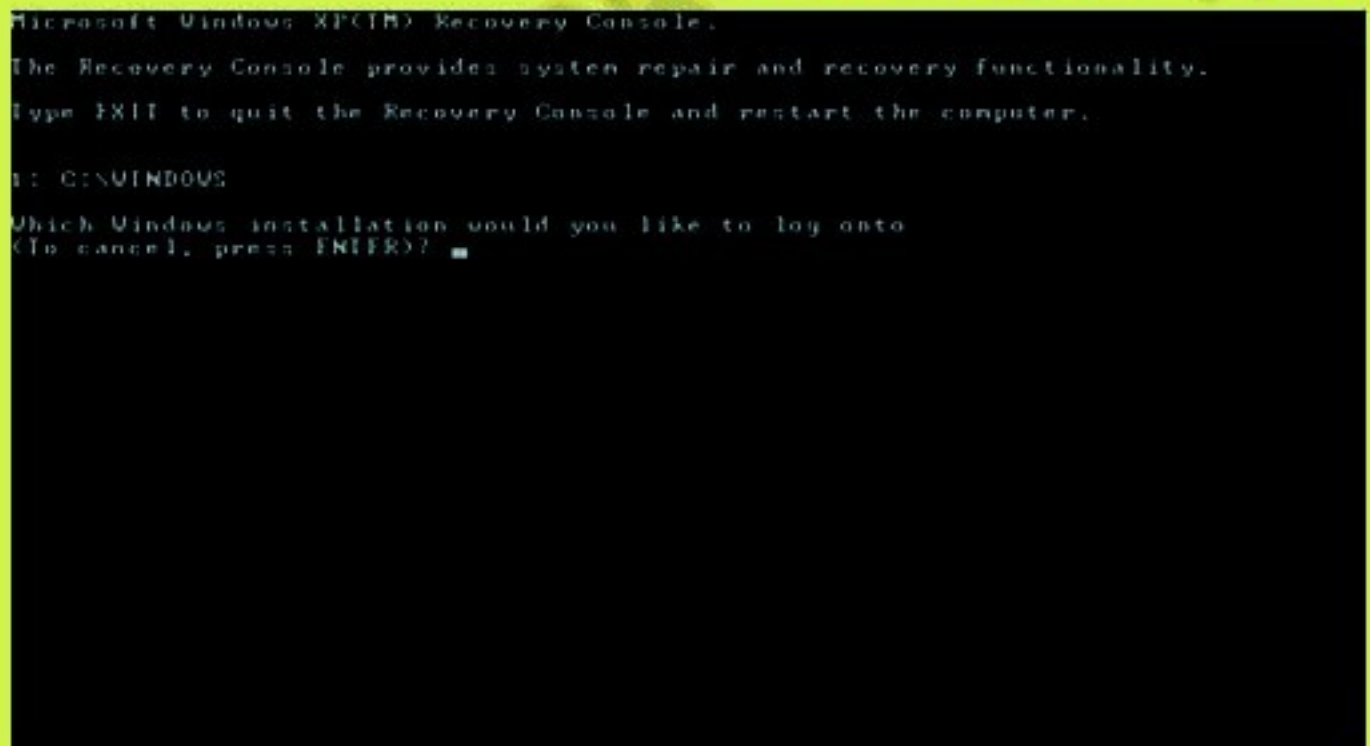 Microsoft Windows XP(TM) Recovery Console.
The Recovery Console provides system repair and recovery functionality.
Type EXIT to quit the Recovery Console and restart the computer.
1: C:\WINDOWS
Which Windows installation would you like to log onto
(To cancel, press ENTER)?